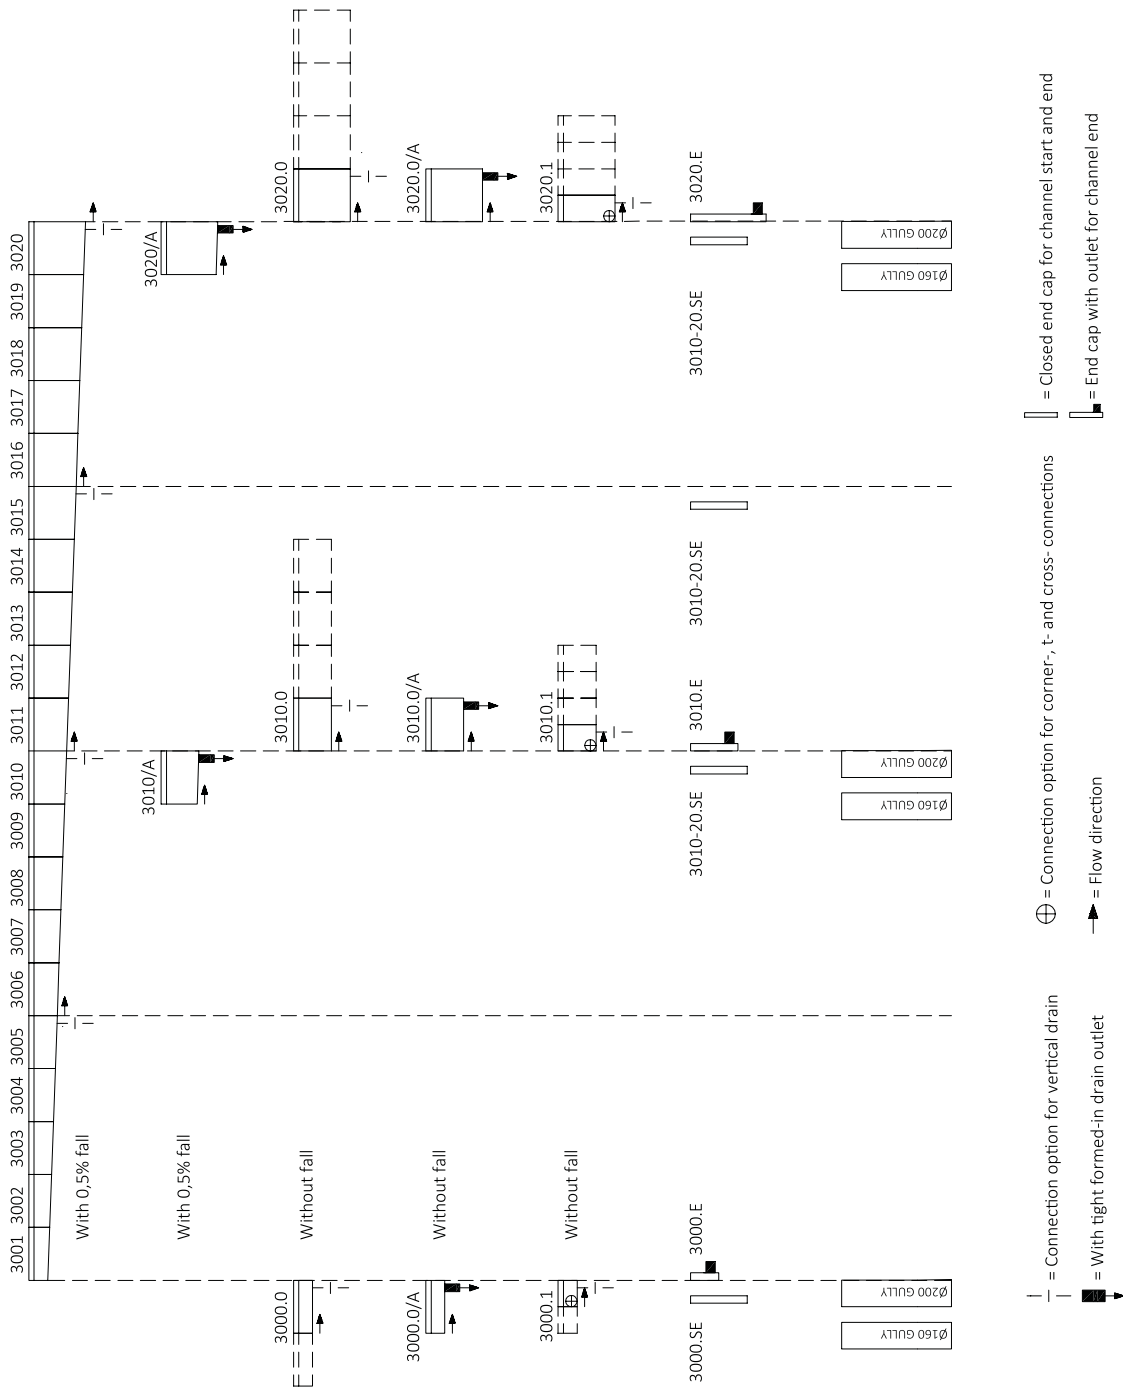 3001
3002
3003
3004
3005
3006
3007
3008
3009
3010
3011
3012
3013
3014
3015
3016
3017
3018
3019
3020
With 0,5% fall
With 0,5% fall
3010/A
3020/A
Without fall
3000.0
3010.0
3020.0
Without fall
3000.0/A
3010.0/A
3020.0/A
Without fall
3000.1
3010.1
3020.1
3000.SE
3000.E
3010-20.SE
3010.E
3010-20.SE
3010-20.SE
3020.E
Ø160 GULLY
Ø200 GULLY
Ø160 GULLY
Ø200 GULLY
Ø160 GULLY
Ø200 GULLY
= Connection option for vertical drain
= With tight formed-in drain outlet
= Connection option for corner-, t- and cross- connections
= Flow direction
= Closed end cap for channel start and end
= End cap with outlet for channel end